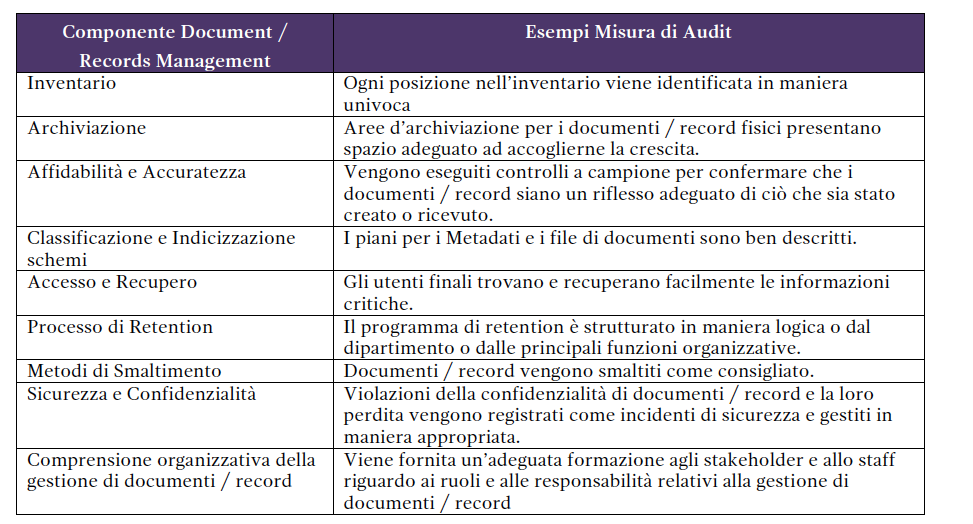 Componente Document /
Records Management
Esempi Misura di Audit
Inventario
Ogni posizione nell’inventario viene identificata in maniera
univoca
Archiviazione
Aree d’archiviazione per i documenti / record fisici presentano
spazio adeguato ad accoglierne la crescita.
Affidabilità e Accuratezza
Vengono eseguiti controlli a campione per confermare che i
documenti / record siano un riflesso adeguato di ciò che sia stato
creato o ricevuto.
Classificazione e Indicizzazione
schemi
I piani per i Metadati e i file di documenti sono ben descritti.
Accesso e Recupero
Gli utenti finali trovano e recuperano facilmente le informazioni
critiche.
Processo di Retention
Il programma di retention è strutturato in maniera logica o dal
dipartimento o dalle principali funzioni organizzative.
Metodi di Smaltimento
Documenti / record vengono smaltiti come consigliato.
Sicurezza e Confidenzialità
Violazioni della confidenzialità di documenti / record e la loro
perdita vengono registrati come incidenti di sicurezza e gestiti in
maniera appropriata.
Comprensione organizzativa della
gestione di documenti / record
Viene fornita un’adeguata formazione agli stakeholder e allo staff
riguardo ai ruoli e alle responsabilità relativi alla gestione di
documenti / record